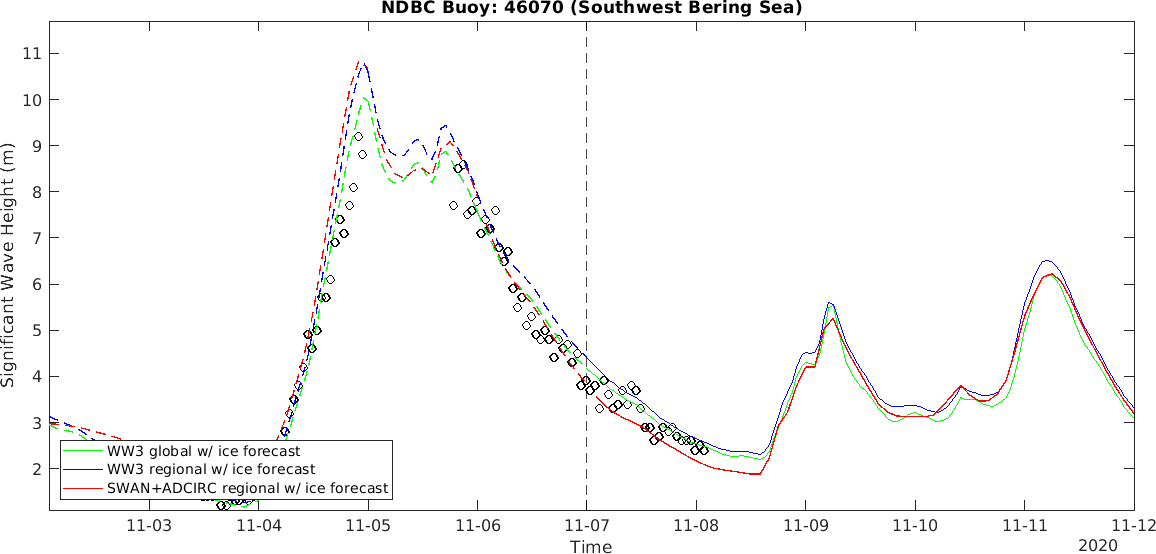 NDBC Buoy: 46070 (Southwest Bering Sea)
Significant Wave Height (m)
11
10
9
8
7
6
5
4
3
2
WW3 global w/ ice forecast
WW3 regional w/ ice forecast
SWAN+ADCIRC regional w/ ice forecast
11-03 11-04 11-05 11-06 11-07 11-08 11-09 11-10 11-11 11-12
Time
2020